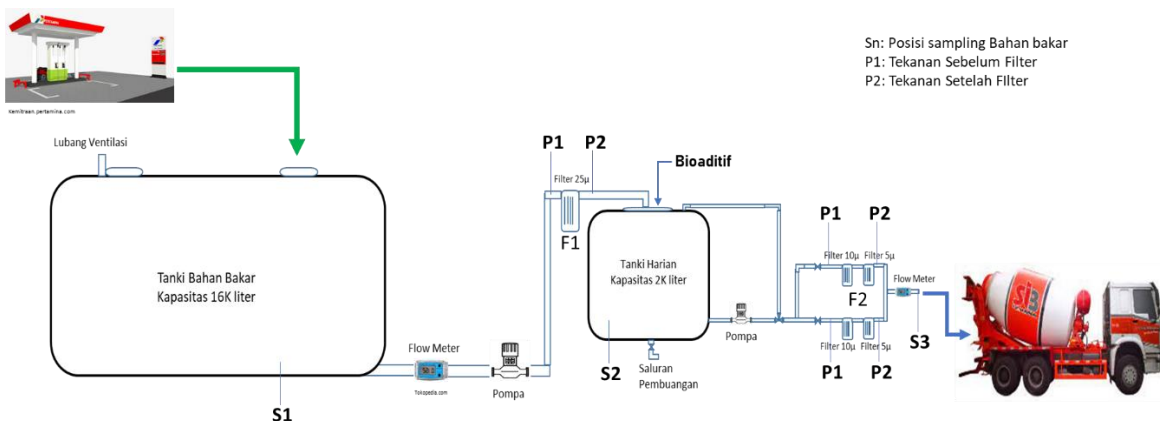 Kemitraan.pertamina.com
Sn: Posisi sampling Bahan bakar
P1: Tekanan Sebelum Filter
P2: Tekanan Setelah FIlter
Lubang Ventilasi
P1
P2
Bioaditif
Filter 25µ
F1
Tanki Bahan Bakar
Kapasitas 16K liter
Tanki Harian
Kapasitas 2K liter
P1
P2
Filter 10µ
Filter 5µ
F2
Flow Meter
Filter 10µ
Filter 5µ
P1
P2
S3
Pompa
Flow Meter
Tokopedia.com
Pompa
S1
S2
Saluran
Pembuangan